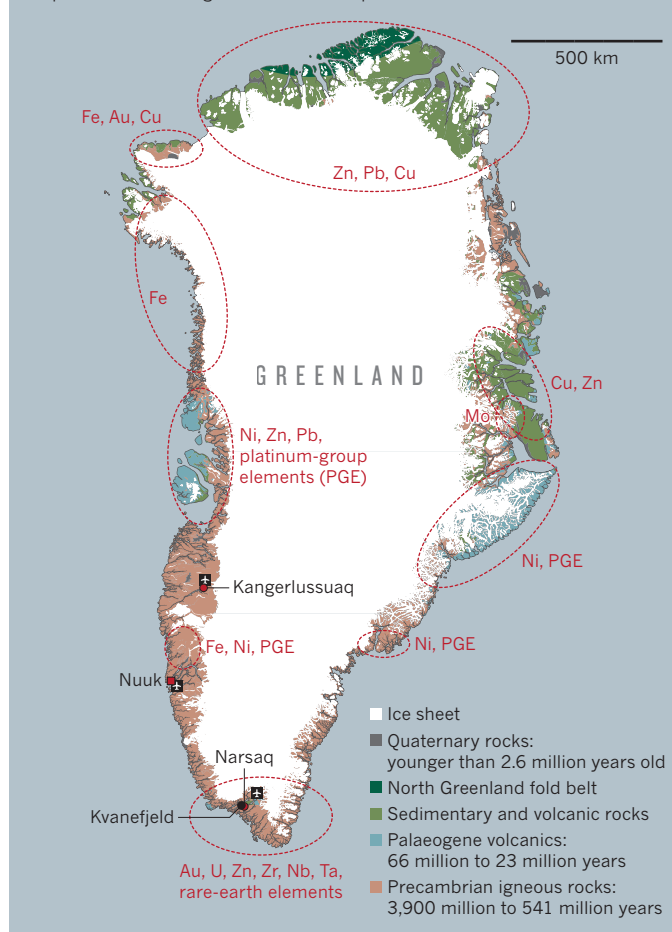 500 km
Fe, Au, Cu
Zn, Pb, Cu
Fe
GREENLAND
Cu, Zn
Mo
Ni, Zn, Pb,
platinum-group
elements (PGE)
Ni, PGE
Kangerlussuaq
Fe, Ni, PGE
Ni, PGE
Nuuk
Narsaq
Kvanefjeld
Au, U, Zn, Zr, Nb, Ta,
rare-earth elements
Ice sheet
Quaternary rocks:
younger than 2.6 million years old
North Greenland fold belt
Sedimentary and volcanic rocks
Palaeogene volcanics:
66 million to 23 million years
Precambrian igneous rocks:
3,900 million to 541 million years